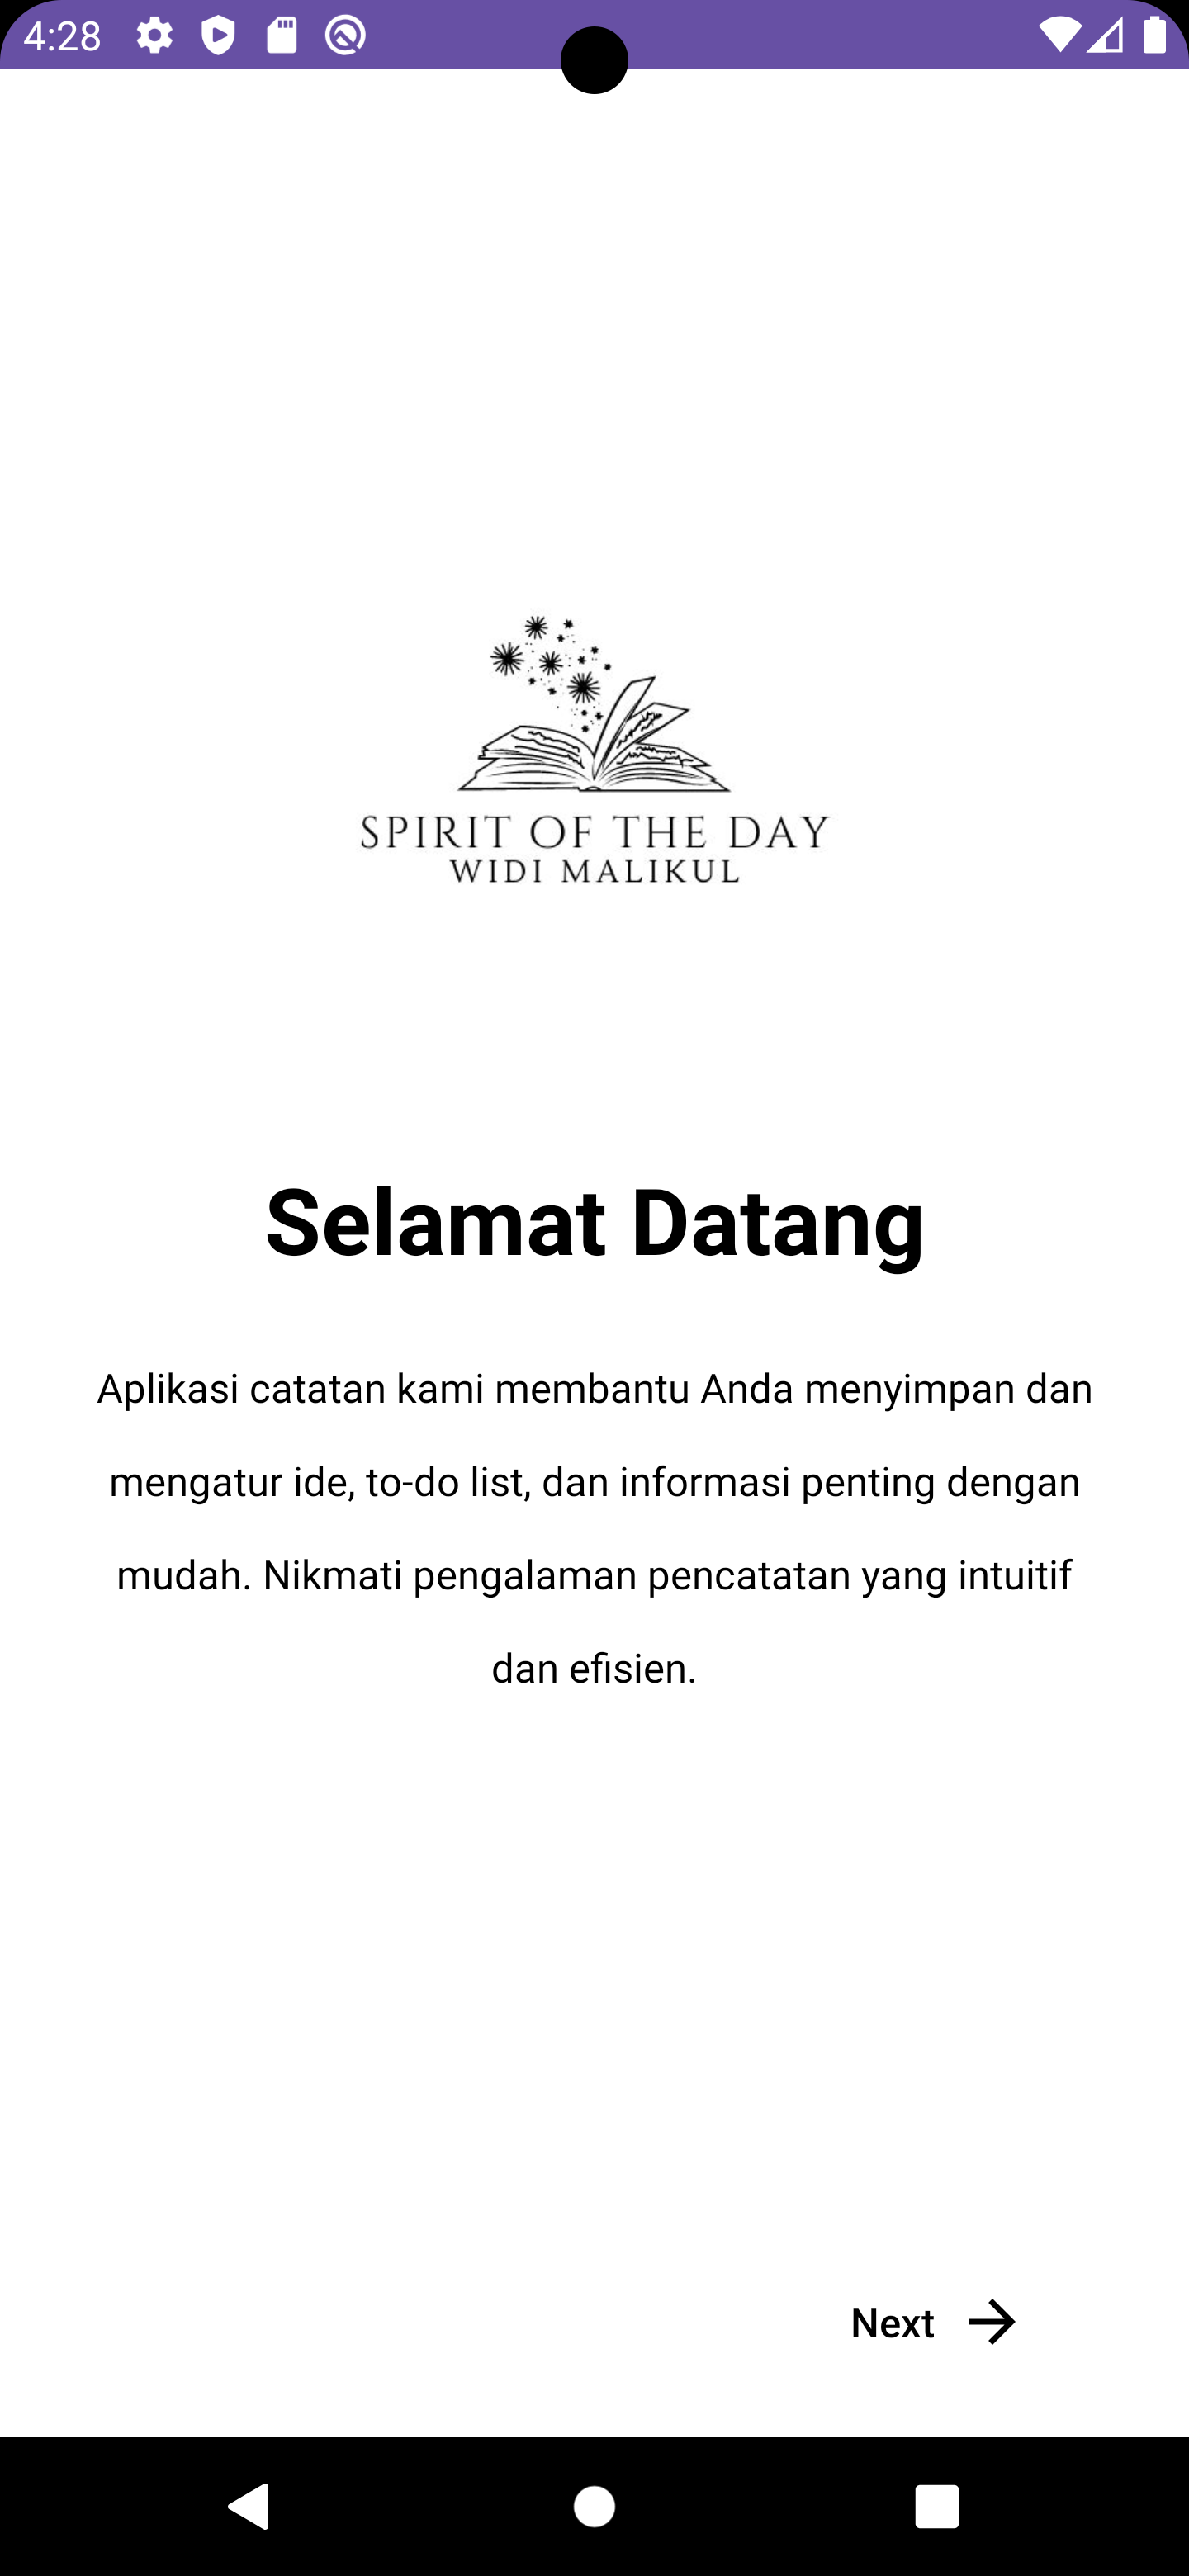 4:28
SPIRIT OF THE DAY
WIDI MALIKUL
Selamat Datang
Aplikasi catatan kami membantu Anda menyimpan dan
mengatur ide, to-do list, dan informasi penting dengan
mudah. Nikmati pengalaman pencatatan yang intuitif
dan efisien.
Next